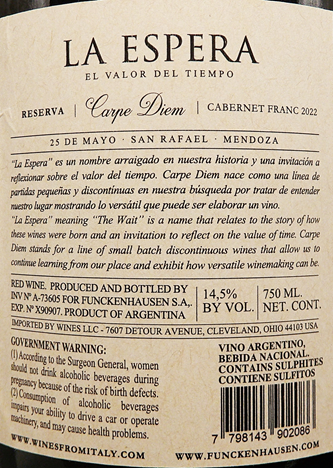 LA ESPERA
EL VALOR DEL TIEMPO
RESERVA | Carpe Diem | CABERNET FRANC 2022
25 DE MAYO · SAN RAFAEL · MENDOZA
"La Espera" es un nombre arraigado en nuestra historia y una invitación a
reflexionar sobre el valor del tiempo. Carpe Diem nace como una línea de
partidas pequeñas y discontínuas en nuestra búsqueda por tratar de entender
nuestro lugar mostrando lo versátil que puede ser elaborar un vino.
"La Espera" meaning "The Wait" is a name that relates to the story of how
these wines were born and an invitation to reflect on the value of time. Carpe
Diem stands for a line of small batch discontinuous wines that allow us to
continue learning from our place and exhibit how versatile winemaking can be.
RED WINE. PRODUCED AND BOTTLED BY
INV Nº A-73605 FOR FUNCKENHAUSEN S.A,.
EXP. Nº X90907. PRODUCT OF ARGENTINA
14,5%
BY VOL.
750 ML.
NET CONT.
IMPORTED BY WINES LLC - 7607 DETOUR AVENUE, CLEVELAND, OHIO 44103 USA
GOVERNMENT WARNING:
(1) According to the Surgeon General, women
should not drink alcoholic beverages during
pregnancy because of the risk of birth defects.
(2) Consumption of alcoholic beverages
impairs your ability to drive a car or operate
machinery, and may cause health problems.
WWW.WINESFROMITALY.COM
VINO ARGENTINO,
BEBIDA NACIONAL.
CONTAINS SULPHITES
CONTIENE SULFITOS
7 798143 902086
WWW.FUNCKENHAUSEN.COM